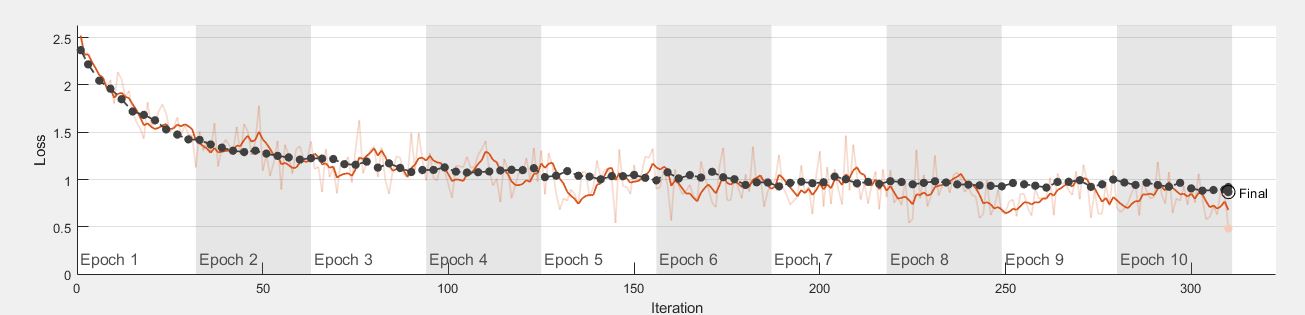 2.5
2
1.5
1
0.5
0
Loss
Final
Epoch 1
Epoch 2
Epoch 3
Epoch 4
Epoch 5
Epoch 6
Epoch 7
Epoch 8
Epoch 9
Epoch 10
0
50
100
150
200
250
300
Iteration